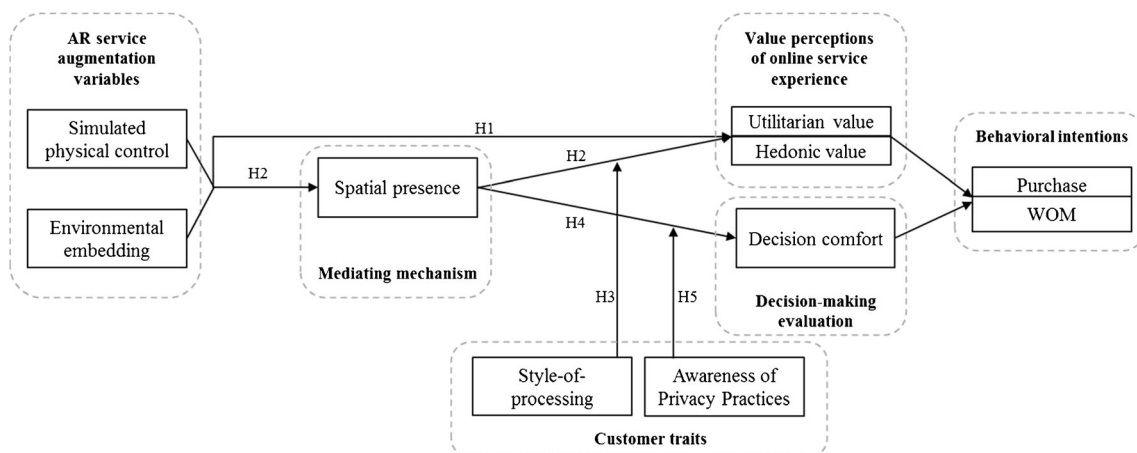 AR service
augmentation
variables
Simulated
physical control
Environmental
embedding
H2
H1
Spatial presence
Mediating mechanism
H2
H4
H3
H5
Value perceptions
of online service
experience
Utilitarian value
Hedonic value
Decision comfort
Decision-making
evaluation
Behavioral intentions
Purchase
WOM
Style-of-
processing
Awareness of
Privacy Practices
Customer traits